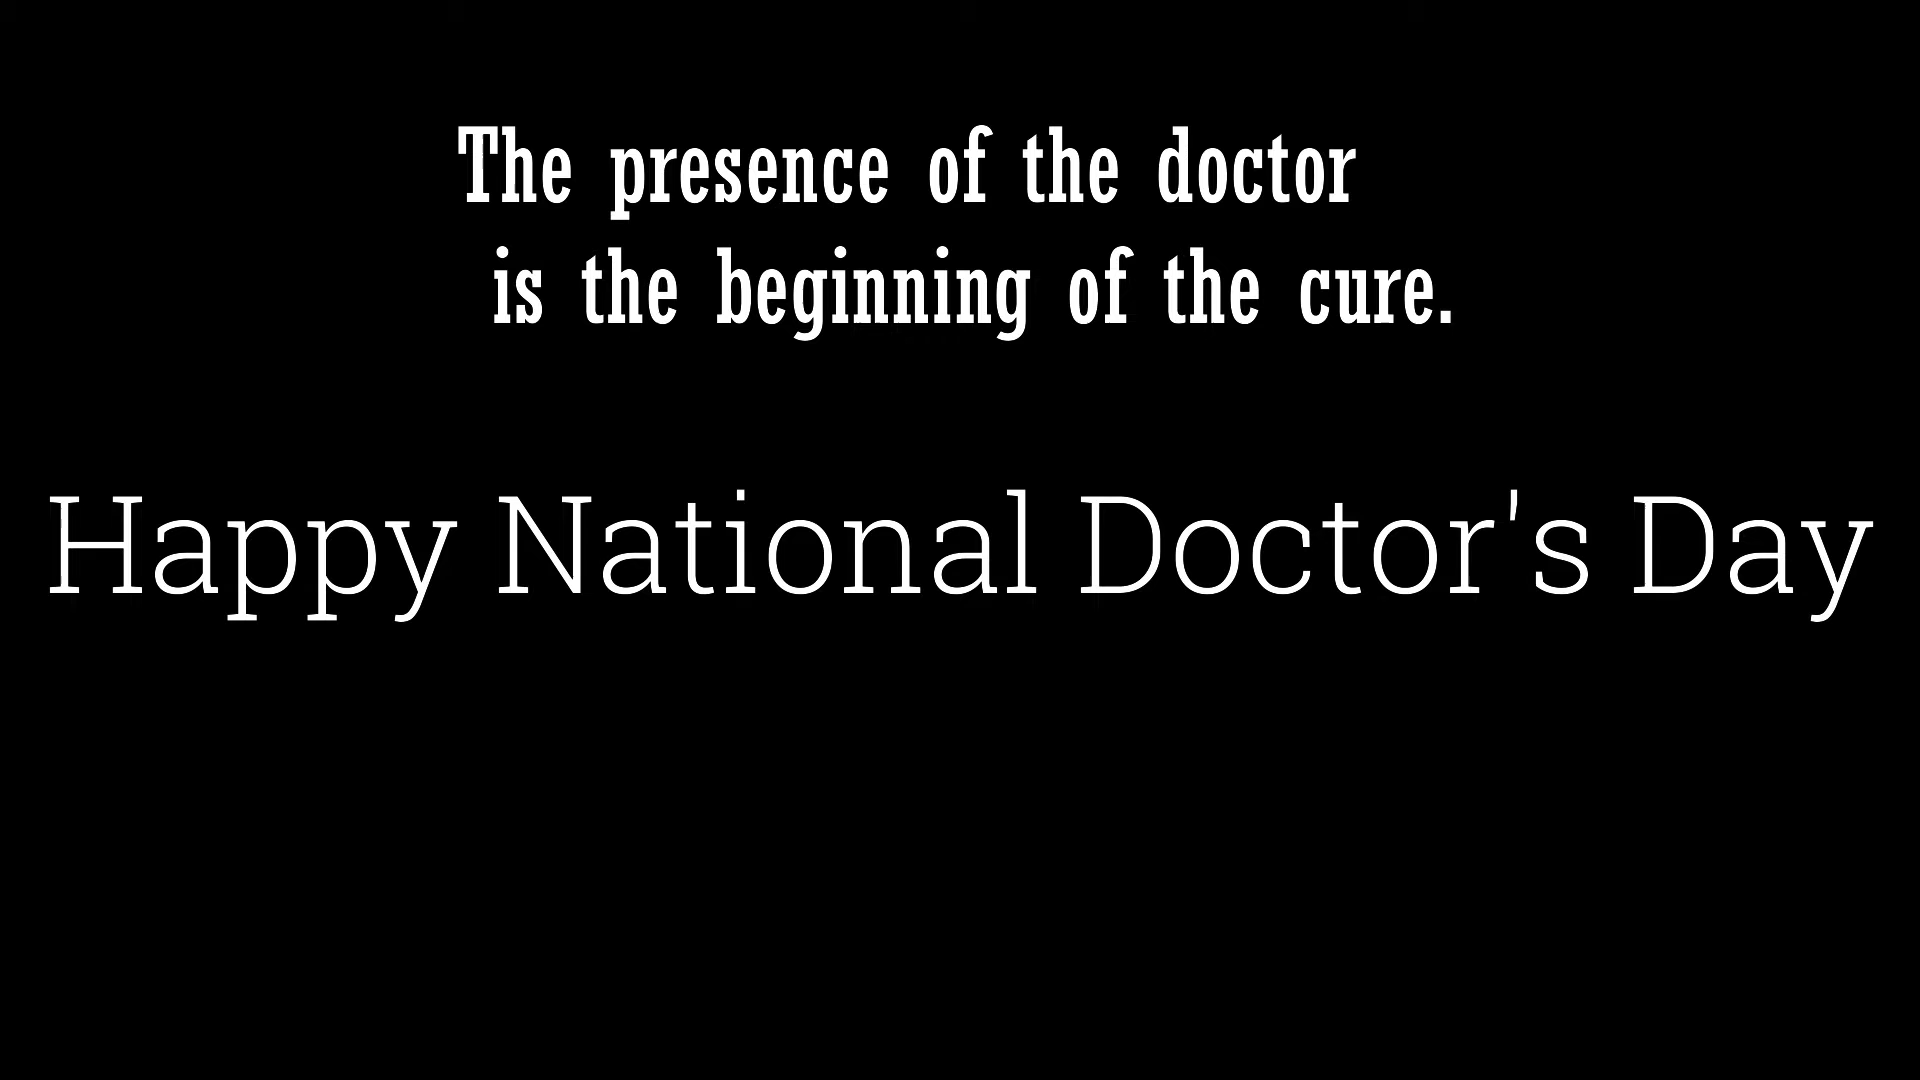 The presence of the doctor
is the beginning of the cure.
Happy National Doctor's Day